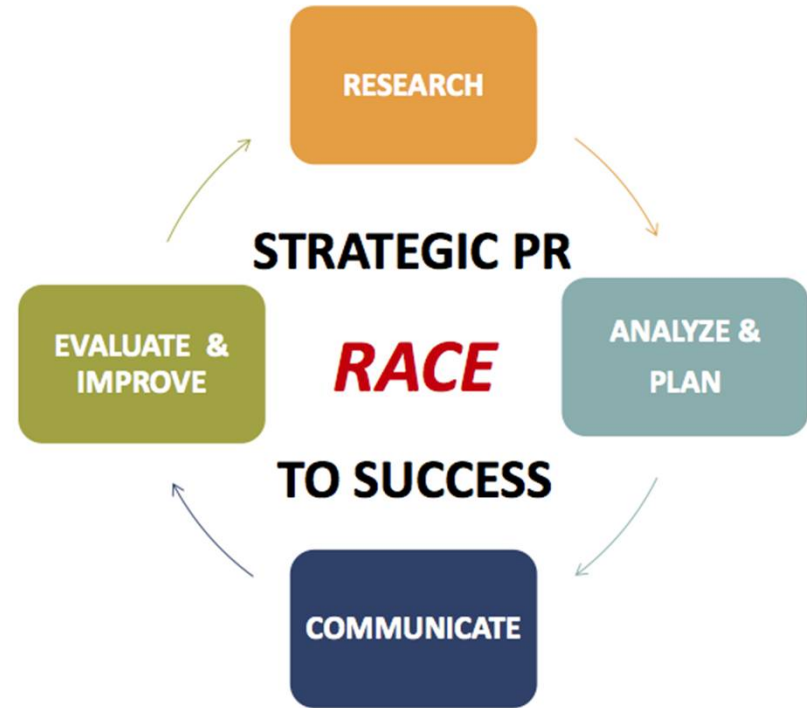 RESEARCH
STRATEGIC PR
EVALUATE &
IMPROVE
RACE
ANALYZE &
PLAN
TO SUCCESS
COMMUNICATE